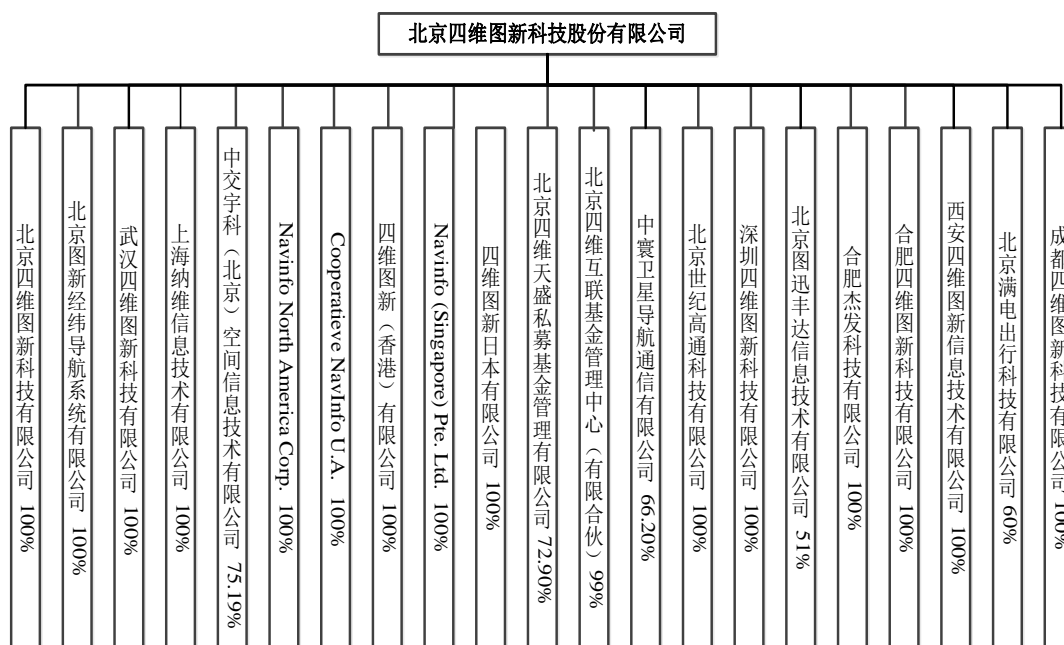 北京四维图新科技股份有限公司
北京四维图新科技有限公司 100%
北京图新经纬导航系统有限公司 100%
武汉四维图新科技有限公司 100%
上海纳维信息技术有限公司 100%
中交宇科（北京）空间信息技术有限公司 75.19%
Navinfo North America Corp. 100%
Cooperatieve NavInfo U.A. 100%
四维图新（香港）有限公司 100%
Navinfo (Singapore) Pte. Ltd. 100%
四维图新日本有限公司 100%
北京四维天盛私募基金管理有限公司 72.90%
北京四维互联基金管理中心（有限合伙）99%
中寰卫星导航通信有限公司 66.20%
北京世纪高通科技有限公司 100%
深圳四维图新科技有限公司 100%
北京图迅丰达信息技术有限公司 51%
合肥杰发科技有限公司 100%
合肥四维图新科技有限公司 100%
西安四维图新信息技术有限公司 100%
北京满电出行科技有限公司 60%
成都四维图新科技有限公司 100%